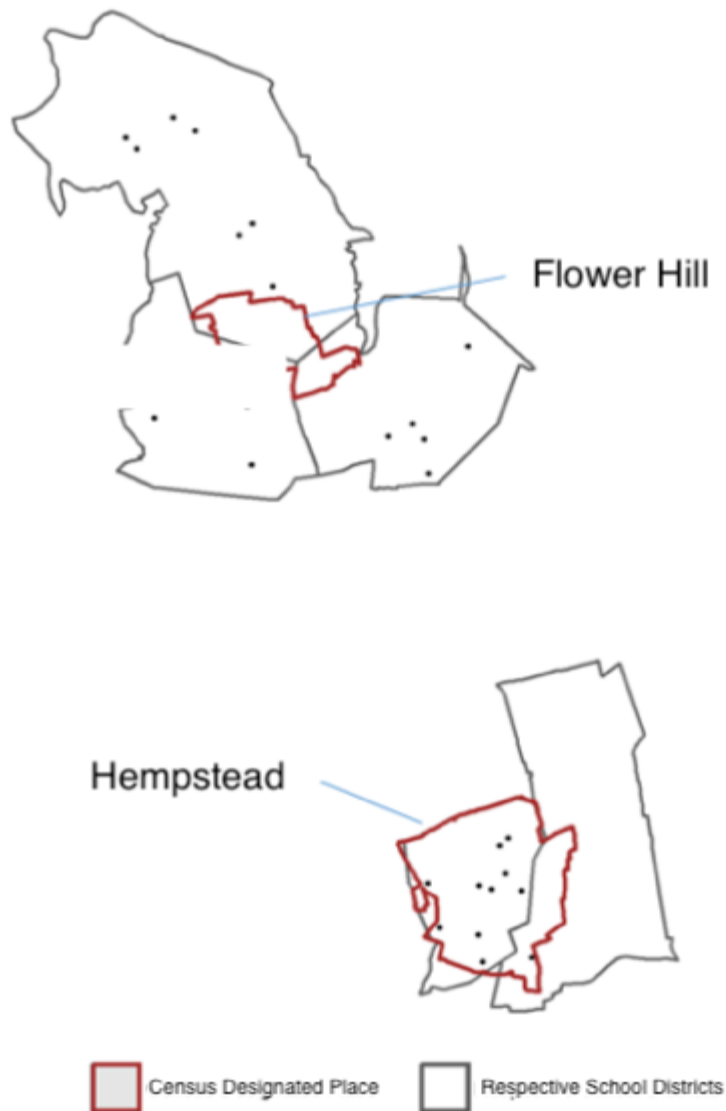 Flower Hill
Hempstead
Census Designated Place
Respective School Districts